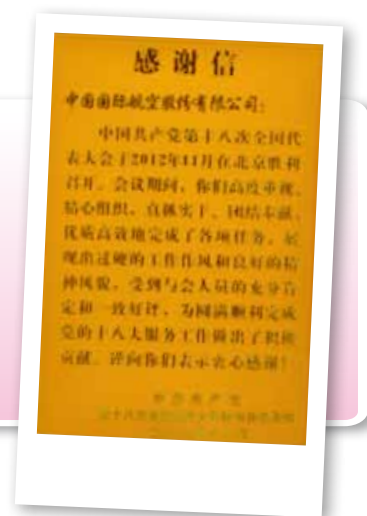 感谢信
中国国际航空股份有限公司：
中国共产党第十八次全国代
表大会于2012年11月在北京胜利
召开。会议期间，你们高度重视、
精心组织、真抓实干、团结奉献，
优质高效地完成了各项任务，展
现出过硬的工作作风和良好的精
神风貌，受到与会人员的充分肯
定和一致好评，为圆满顺利完成
党的十八大服务工作做出了积极
贡献。谨向你们表示衷心感谢！
中国共产党